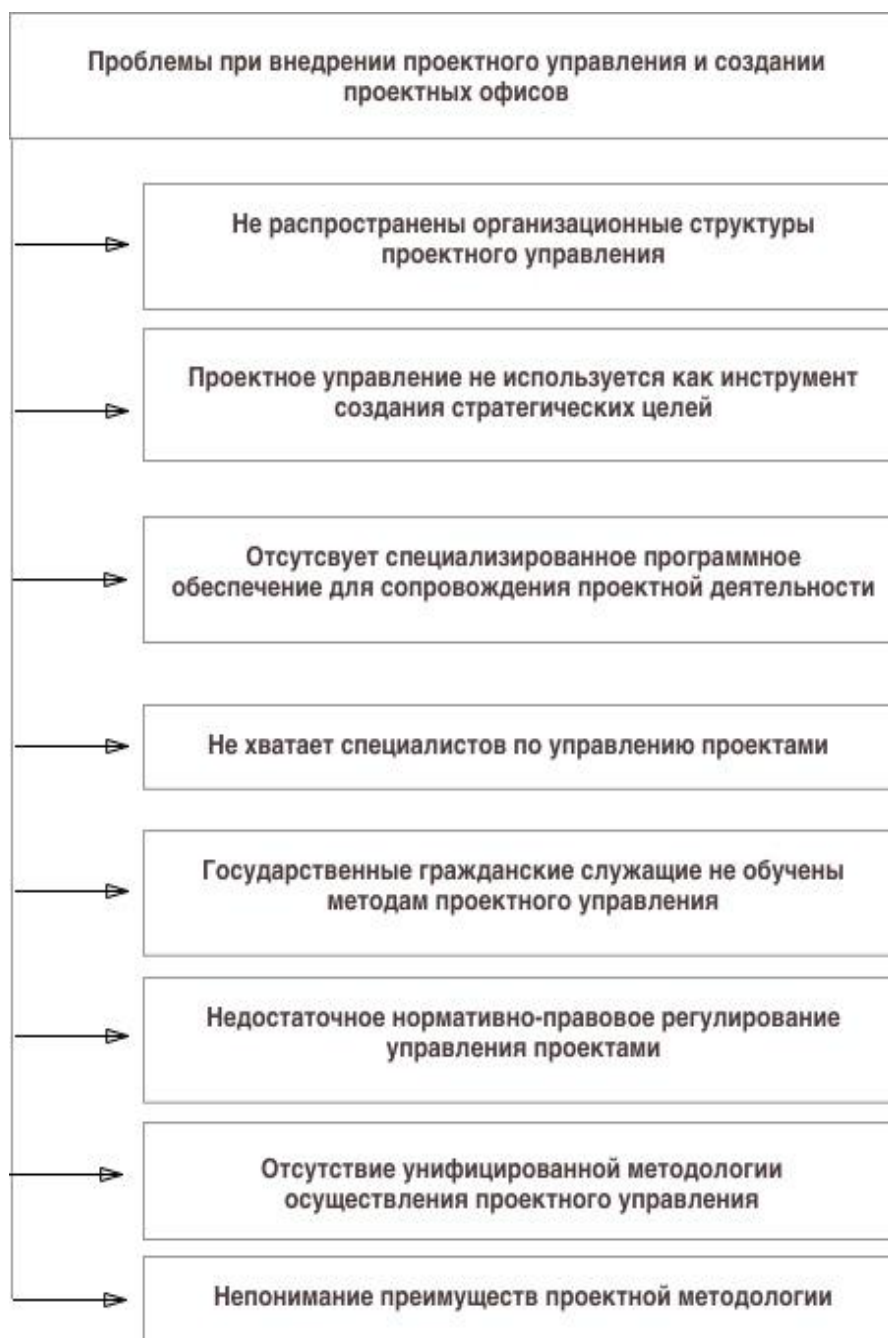 Проблемы при внедрении проектного управления и создании
проектных офисов
Не распространены организационные структуры
проектного управления
Проектное управление не используется как инструмент
создания стратегических целей
Отсутсвует специализированное программное
обеспечение для сопровождения проектной деятельности
Не хватает специалистов по управлению проектами
Государственные гражданские служащие не обучены
методам проектного управления
Недостаточное нормативно-правовое регулирование
управления проектами
Отсутствие унифицированной методологии
осуществления проектного управления
Непонимание преимуществ проектной методологии